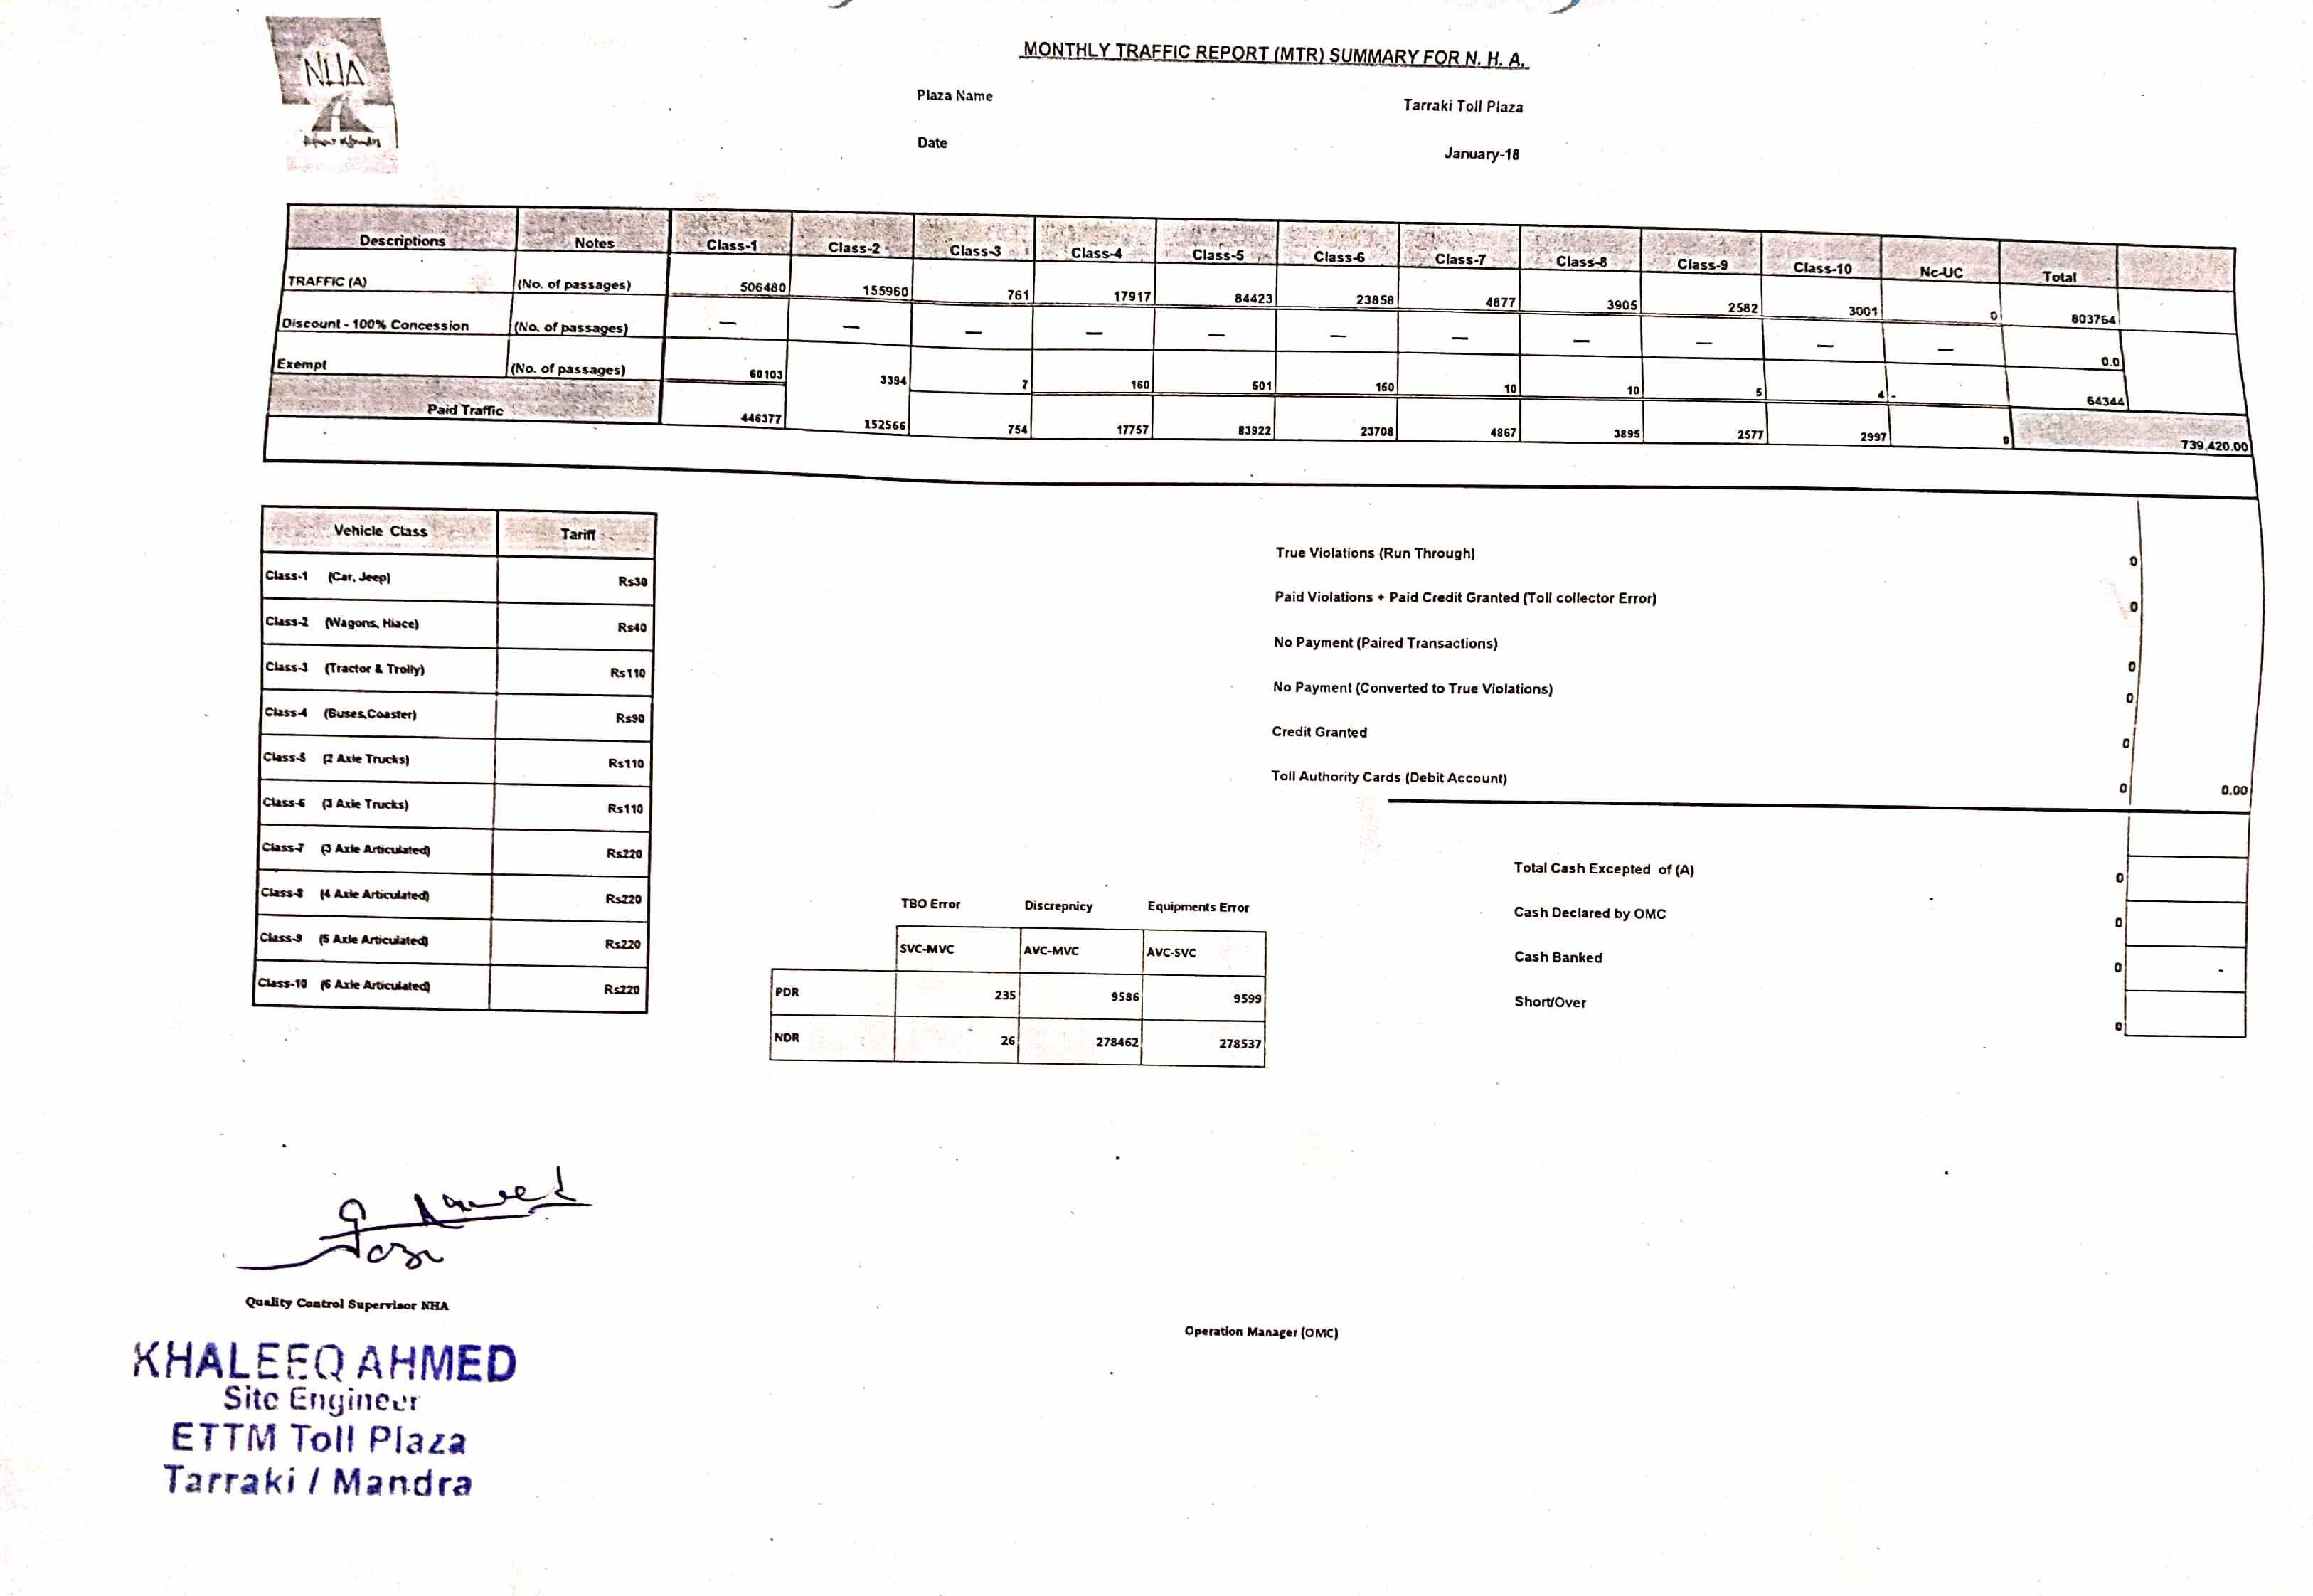 NHA
MONTHLY TRAFFIC REPORT (MTR) SUMMARY FOR N. H. A.
Plaza Name Tarraki Toll Plaza
Date January-18
Descriptions Notes Class-1 Class-2 Class-3 Class-4 Class-5 Class-6 Class-7 Class-8 Class-9 Class-10 Nc-UC Total
TRAFFIC (A) (No. of passages) 506480 155960 761 17917 84423 23858 4877 3905 2582 3001 0 803764
Discount - 100% Concession (No. of passages) — — — — — — — — — — — 0.0
Exempt (No. of passages) 60103 3394 7 160 501 150 10 10 5 4 - 64344
Paid Traffic 446377 152566 754 17757 83922 23708 4867 3895 2577 2997 0 739,420.00
Vehicle Class Tariff
Class-1 (Car, Jeep) Rs30
Class-2 (Wagons, Hiace) Rs40
Class-3 (Tractor & Trolly) Rs110
Class-4 (Buses,Coaster) Rs90
Class-5 (2 Axle Trucks) Rs110
Class-6 (3 Axle Trucks) Rs110
Class-7 (3 Axle Articulated) Rs220
Class-8 (4 Axle Articulated) Rs220
Class-9 (5 Axle Articulated) Rs220
Class-10 (6 Axle Articulated) Rs220
True Violations (Run Through) 0
Paid Violations + Paid Credit Granted (Toll collector Error) 0
No Payment (Paired Transactions) 0
No Payment (Converted to True Violations) 0
Credit Granted 0
Toll Authority Cards (Debit Account) 0 0.00
TBO Error Discrepnicy Equipments Error
SVC-MVC AVC-MVC AVC-SVC
PDR 235 9586 9599
NDR 26 278462 278537
Total Cash Excepted of (A) 0
Cash Declared by OMC 0
Cash Banked 0 -
Short/Over 0
Quality Control Supervisor NHA
Operation Manager (OMC)
KHALEEQ AHMED
Site Engineer
ETTM Toll Plaza
Tarraki / Mandra